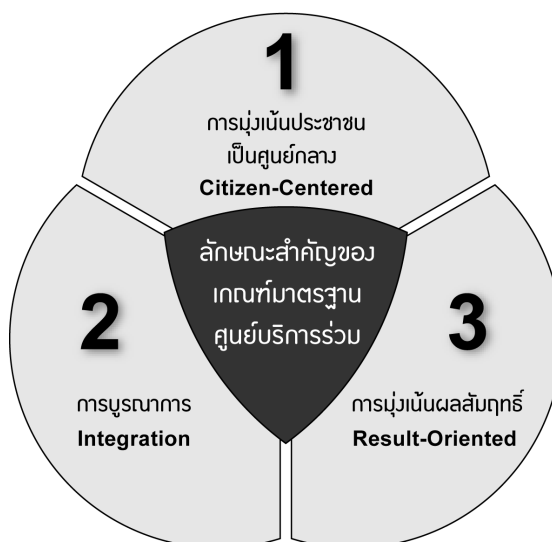 1
การมุ่งเน้นประชาชน
เป็นศูนย์กลาง
Citizen-Centered
ลักษณะสำคัญของ
เกณฑ์มาตรฐาน
ศูนย์บริการร่วม
2
การบูรณาการ
Integration
3
การมุ่งเน้นผลสัมฤทธิ์
Result-Oriented